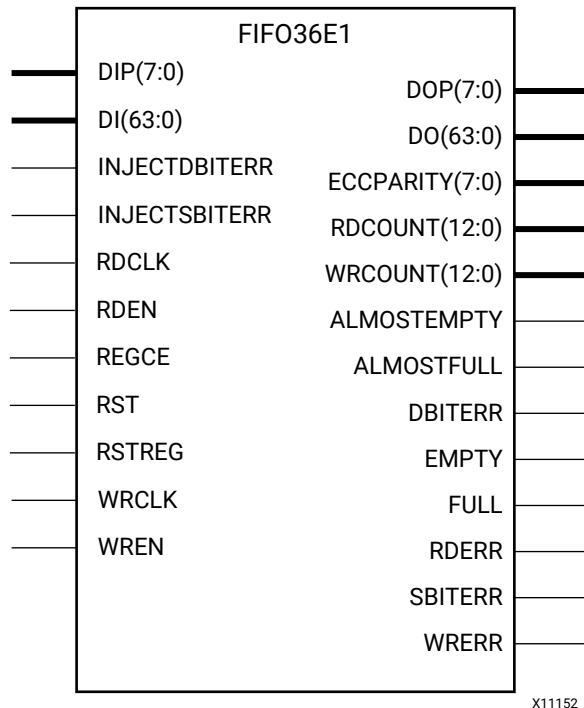 FIFO36E1
DIP(7:0)
DI(63:0)
INJECTDBITERR
INJECTSBITERR
RDCLK
RDEN
REGCE
RST
RSTREG
WRCLK
WREN
DOP(7:0)
DO(63:0)
ECCPARITY(7:0)
RDCOUNT(12:0)
WRCOUNT(12:0)
ALMOSTEMPTY
ALMOSTFULL
DBITERR
EMPTY
FULL
RDERR
SBITERR
WRERR
X11152